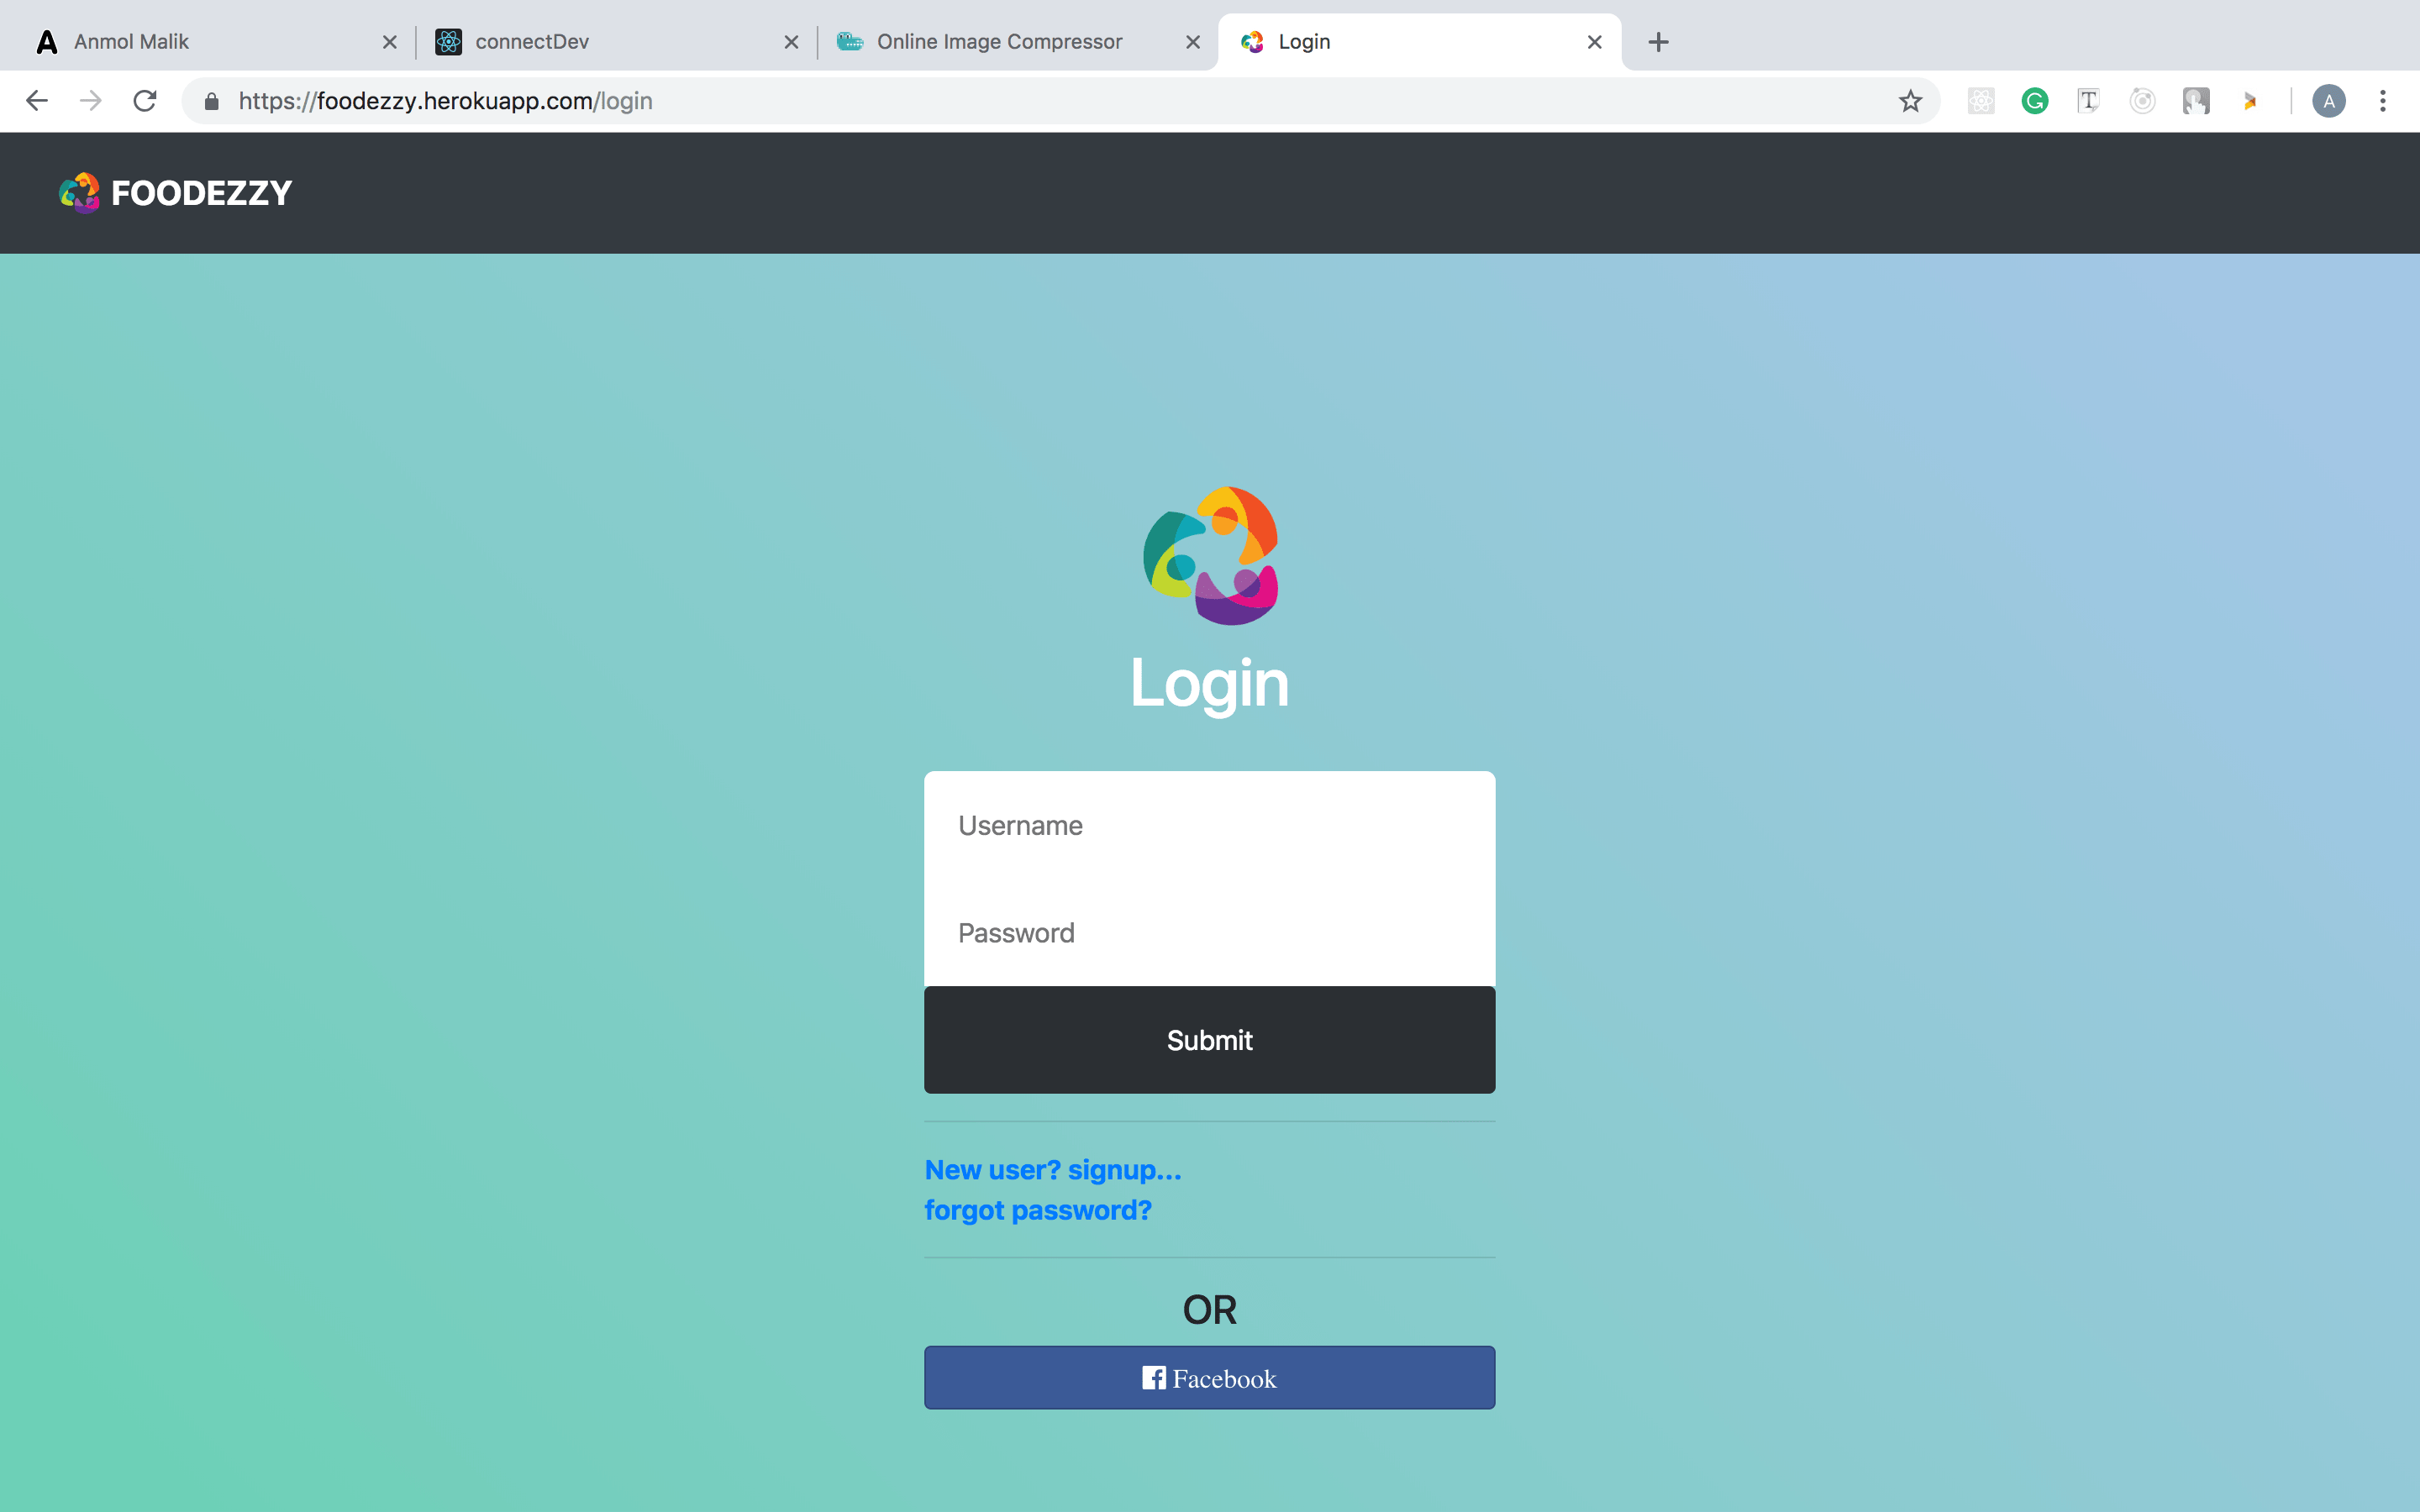 Anmol Malik
connectDev
Online Image Compressor
Login
https://foodezzy.herokuapp.com/login
A
FOODEZZY
Login
Username
Password
Submit
New user? signup...
forgot password?
OR
Facebook